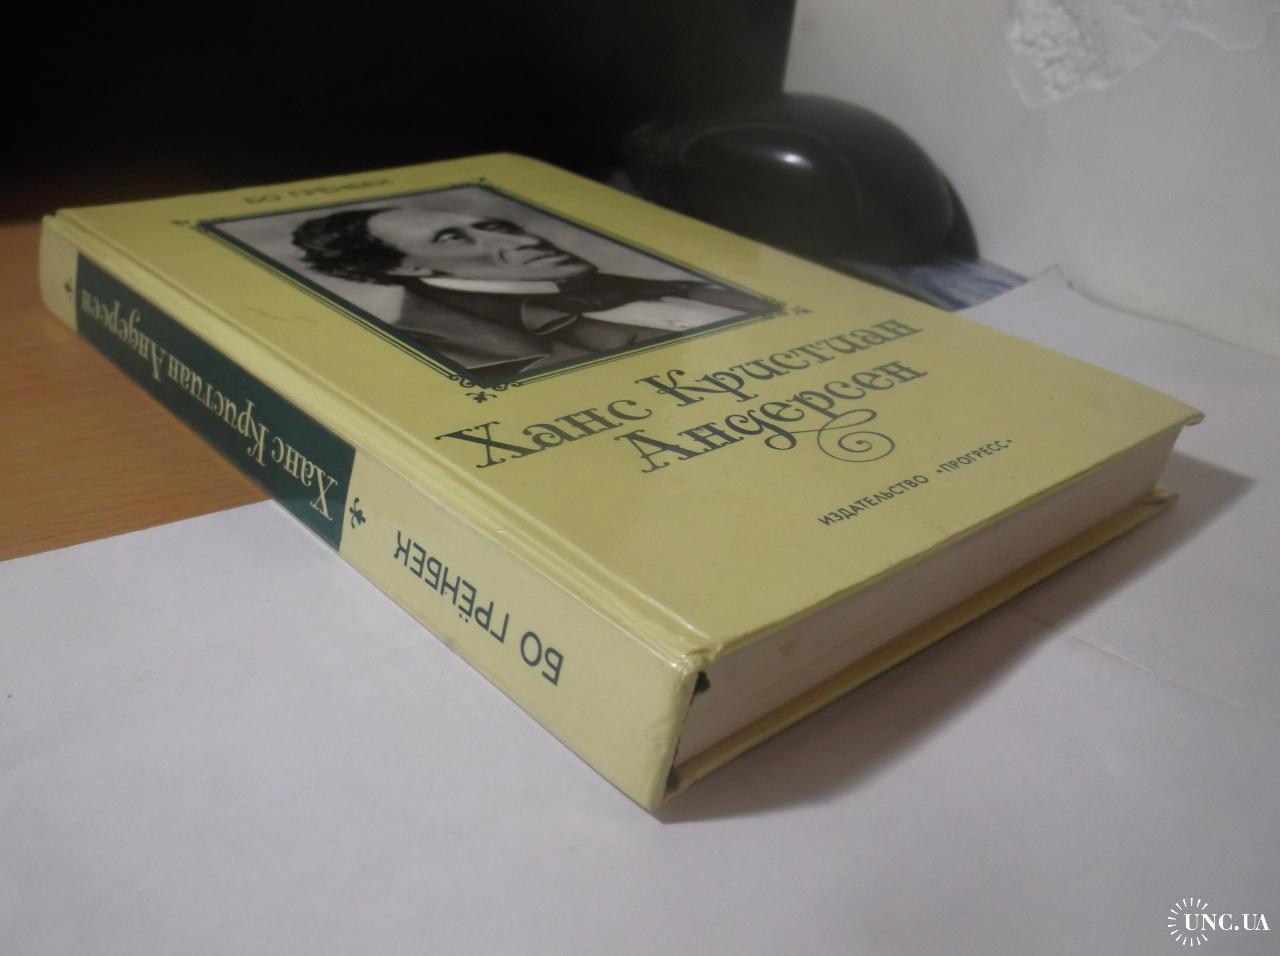 БО ГРЁНБЕК
Ханс Кристиан
Андерсен
ИЗДАТЕЛЬСТВО «ПРОГРЕСС»
БО ГРЁНБЕК
Ханс Кристиан Андерсен
UNC.UA